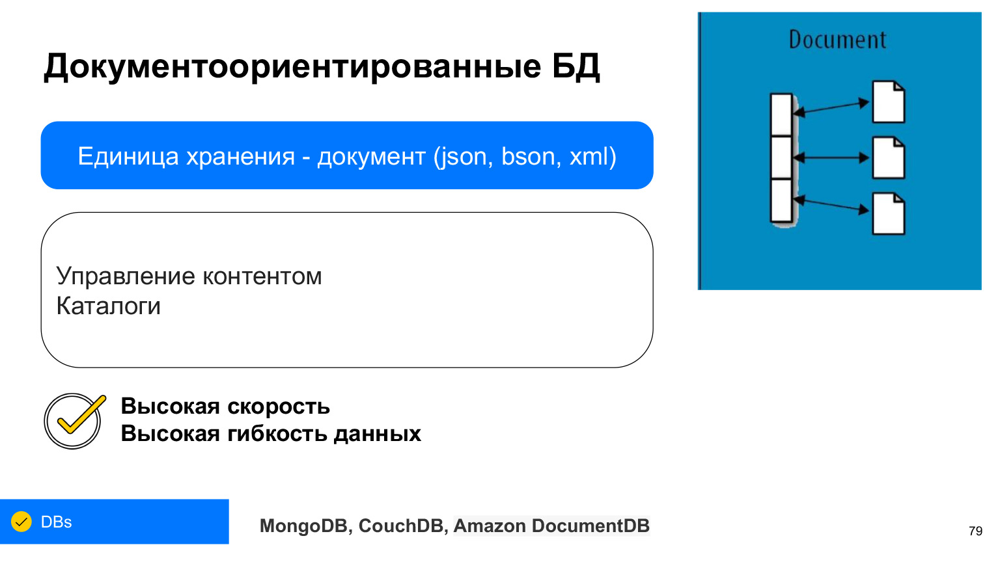 Документоориентированные БД
Document
Единица хранения - документ (json, bson, xml)
Управление контентом
Каталоги
Высокая скорость
Высокая гибкость данных
DBs
MongoDB, CouchDB, Amazon DocumentDB
79